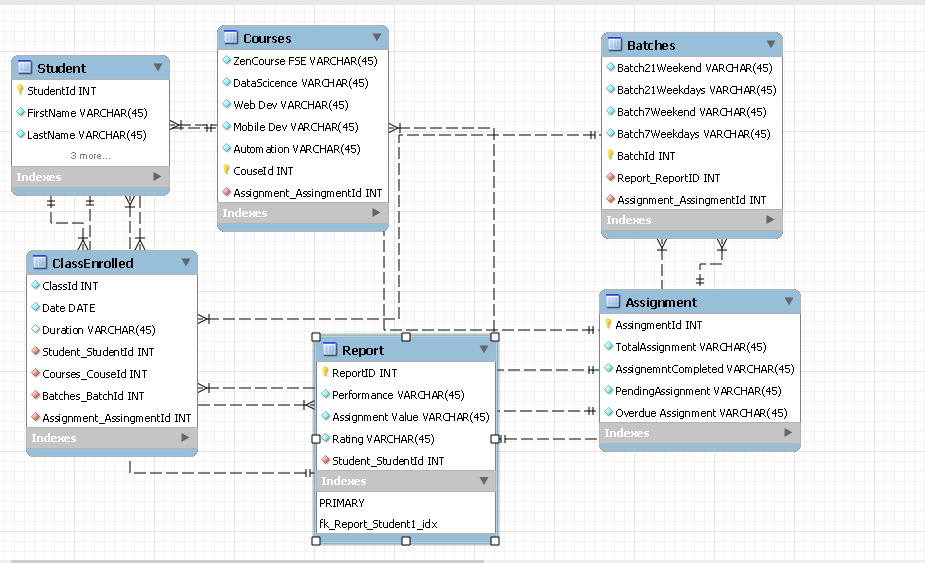 Student
StudentId INT
FirstName VARCHAR(45)
LastName VARCHAR(45)
3 more...
Indexes
Courses
ZenCourse FSE VARCHAR(45)
DataScicence VARCHAR(45)
Web Dev VARCHAR(45)
Mobile Dev VARCHAR(45)
Automation VARCHAR(45)
CouseId INT
Assignment_AssingmentId INT
Indexes
Batches
Batch21Weekend VARCHAR(45)
Batch21Weekdays VARCHAR(45)
Batch7Weekend VARCHAR(45)
Batch7Weekdays VARCHAR(45)
BatchId INT
Report_ReportID INT
Assignment_AssingmentId INT
Indexes
ClassEnrolled
ClassId INT
Date DATE
Duration VARCHAR(45)
Student_StudentId INT
Courses_CouseId INT
Batches_BatchId INT
Assignment_AssingmentId INT
Indexes
Report
ReportID INT
Performance VARCHAR(45)
Assignment Value VARCHAR(45)
Rating VARCHAR(45)
Student_StudentId INT
Indexes
PRIMARY
fk_Report_Student1_idx
Assignment
AssingmentId INT
TotalAssignment VARCHAR(45)
AssignemntCompleted VARCHAR(45)
PendingAssignment VARCHAR(45)
Overdue Assignment VARCHAR(45)
Indexes